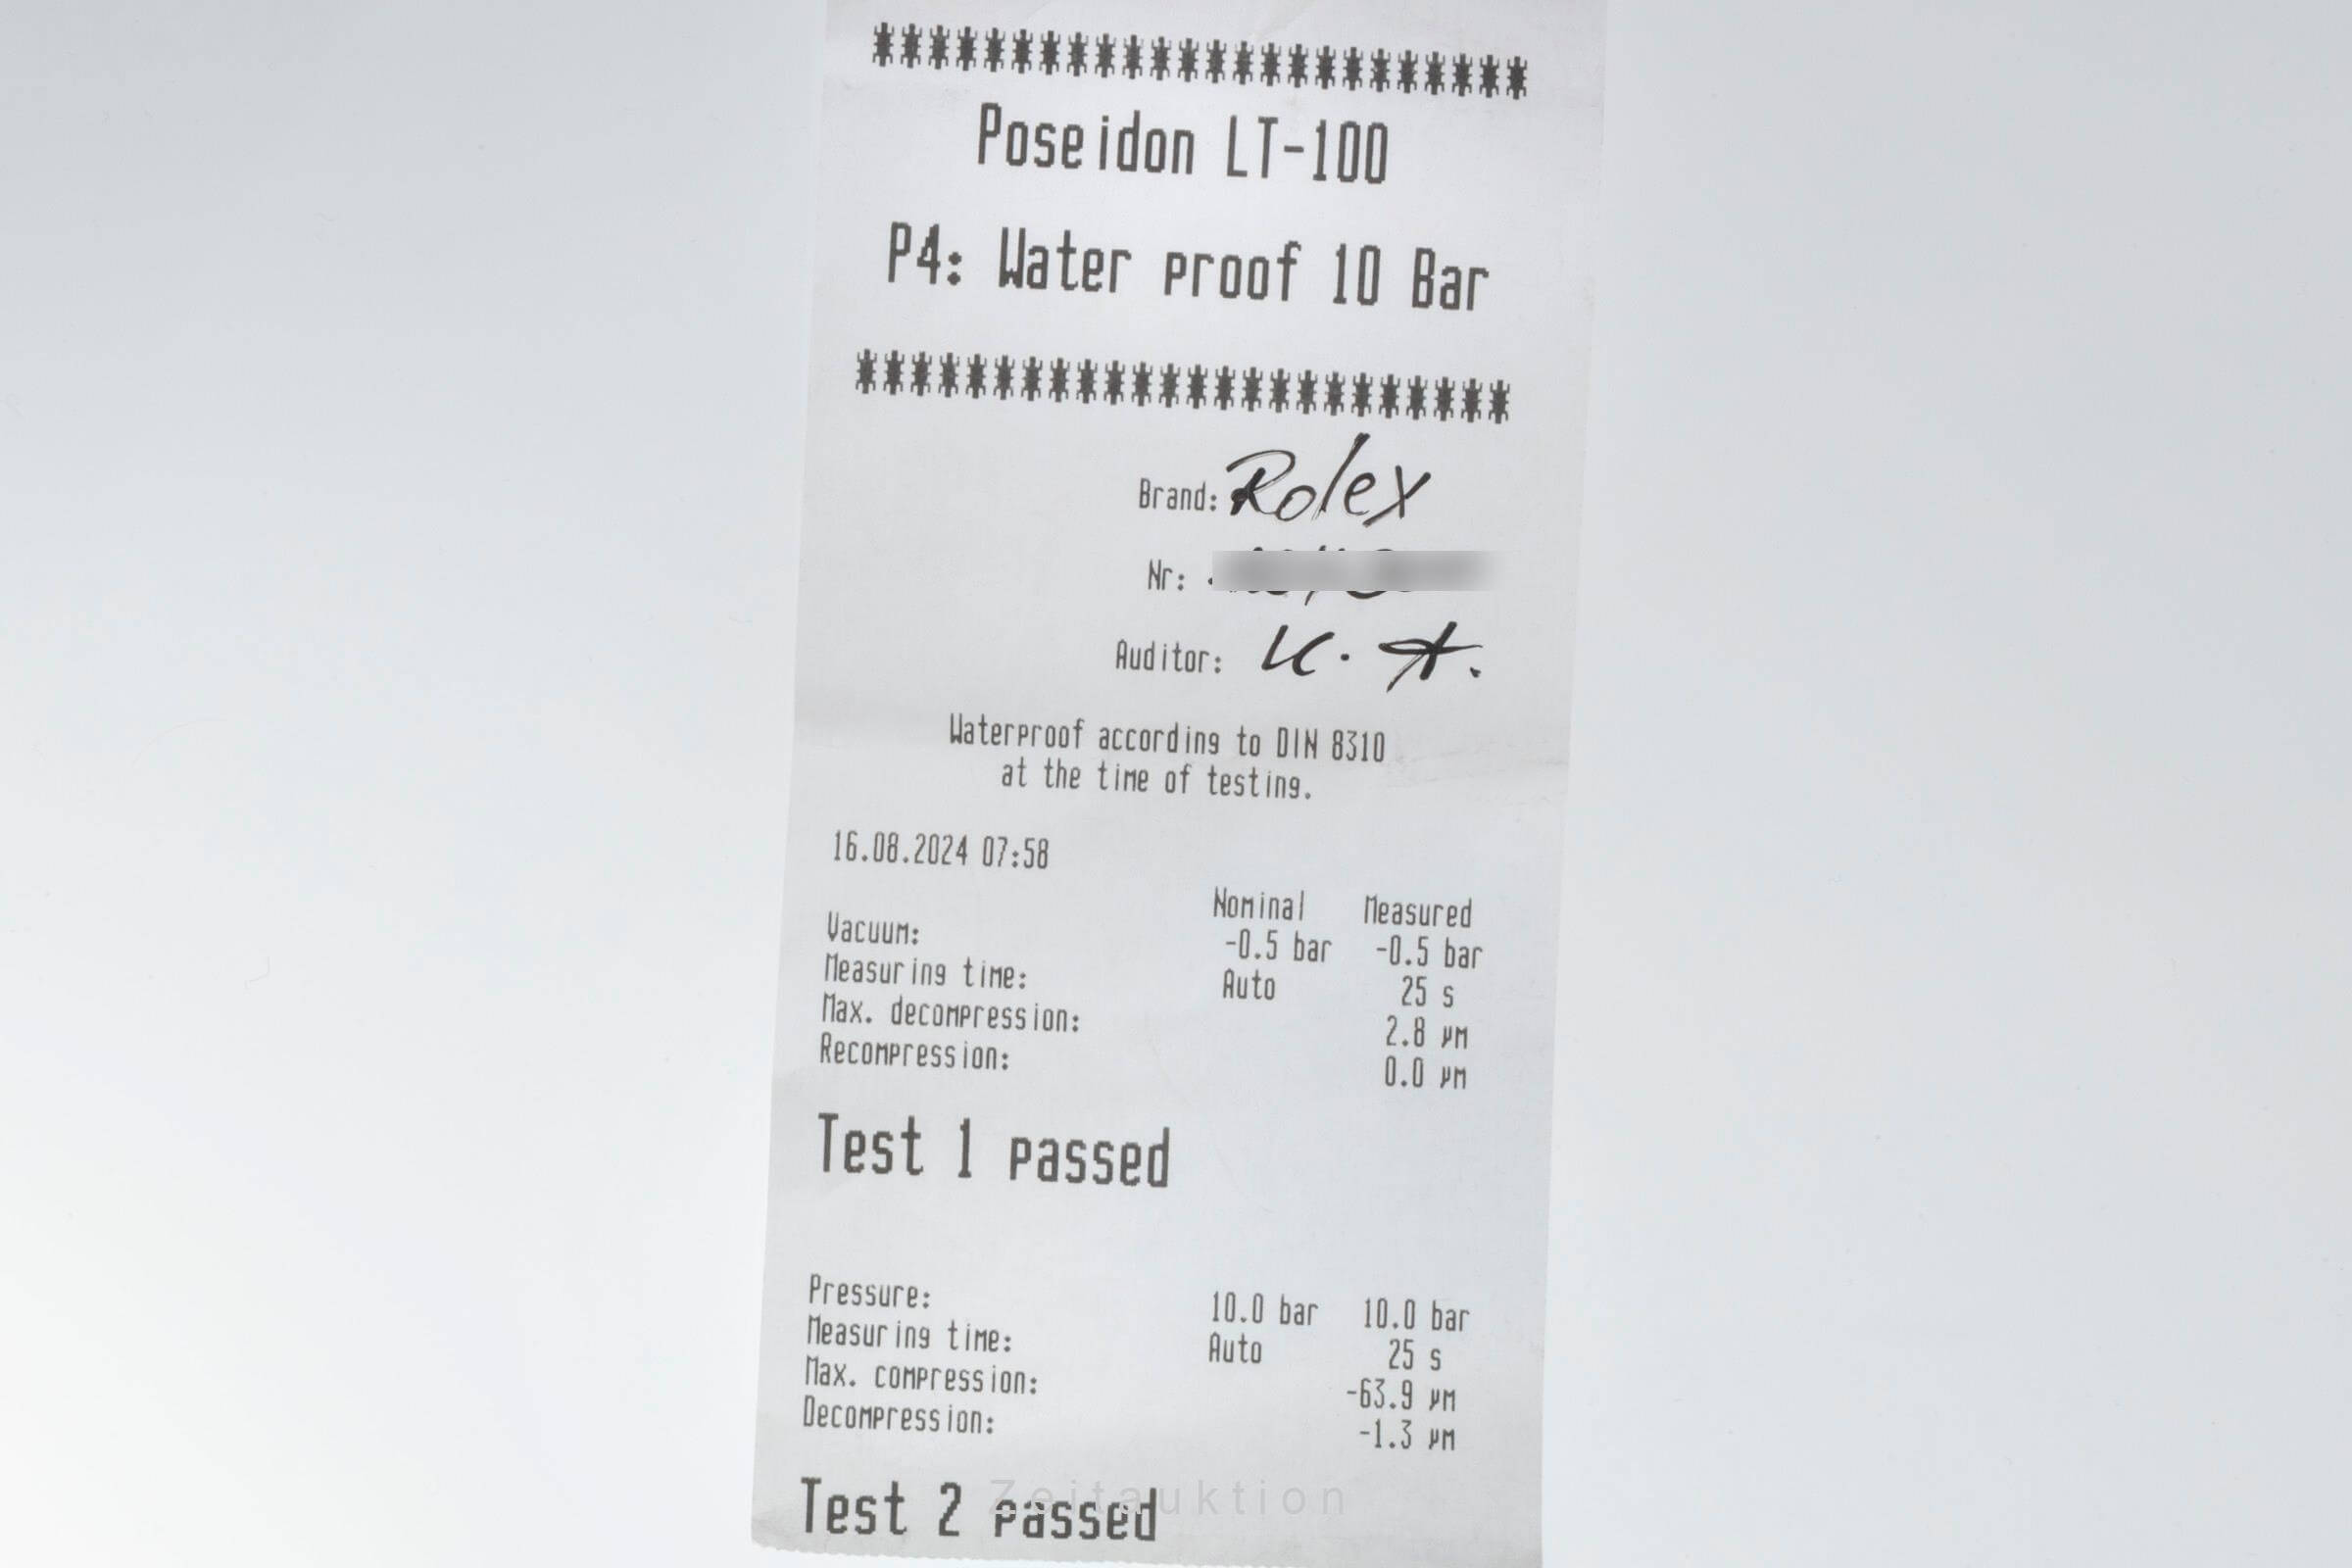 ************************
Poseidon LT-100
P4: Water proof 10 Bar
************************
Brand: Rolex
Nr:
Auditor: K. A.
Waterproof according to DIN 8310
at the time of testing.
16.08.2024 07:58
Nominal Measured
Vacuum: -0.5 bar -0.5 bar
Measuring time: Auto 25 s
Max. decompression: 2.8 µm
Recompression: 0.0 µm
Test 1 passed
Pressure: 10.0 bar 10.0 bar
Measuring time: Auto 25 s
Max. compression: -63.9 µm
Decompression: -1.3 µm
Test 2 passed
Zeitauktion